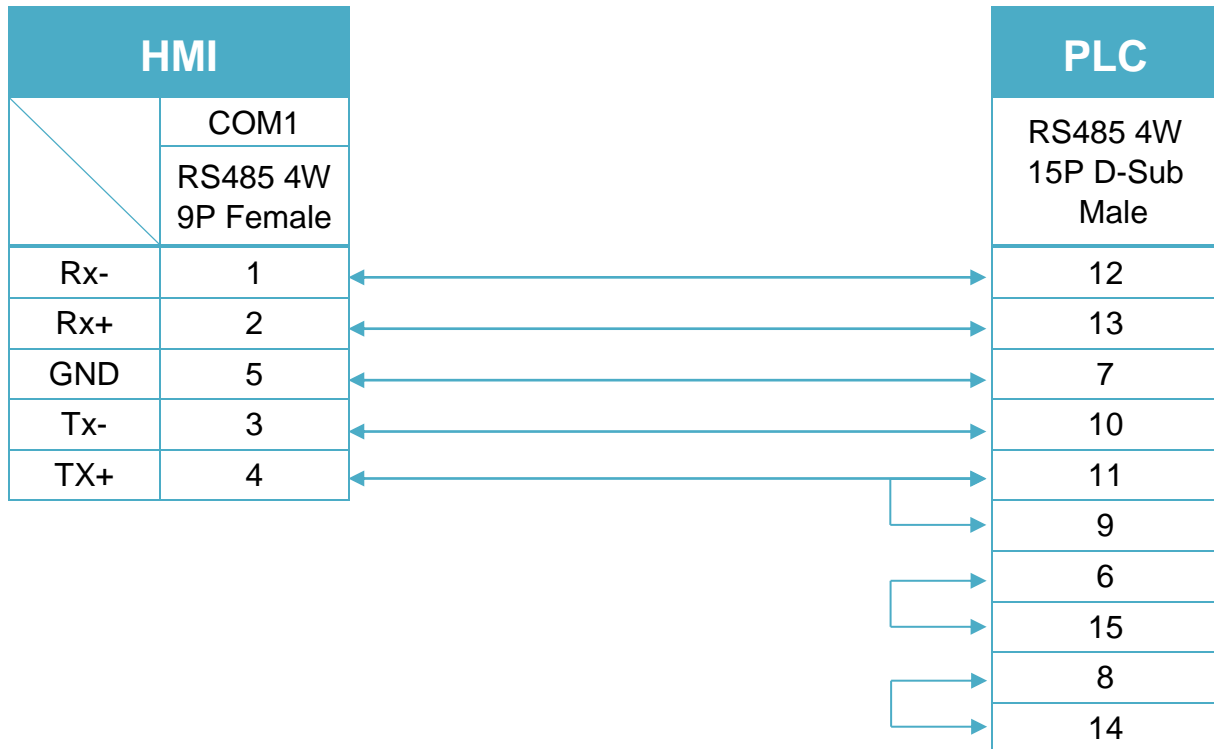 HMI
PLC
COM1
RS485 4W
9P Female
RS485 4W
15P D-Sub
Male
Rx- 1 12
Rx+ 2 13
GND 5 7
Tx- 3 10
TX+ 4 11
9
6
15
8
14